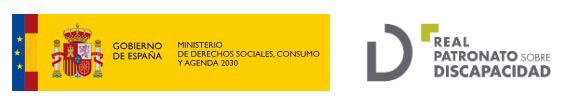 GOBIERNO
DE ESPAÑA
MINISTERIO
DE DERECHOS SOCIALES, CONSUMO
Y AGENDA 2030
REAL
PATRONATO SOBRE
DISCAPACIDAD